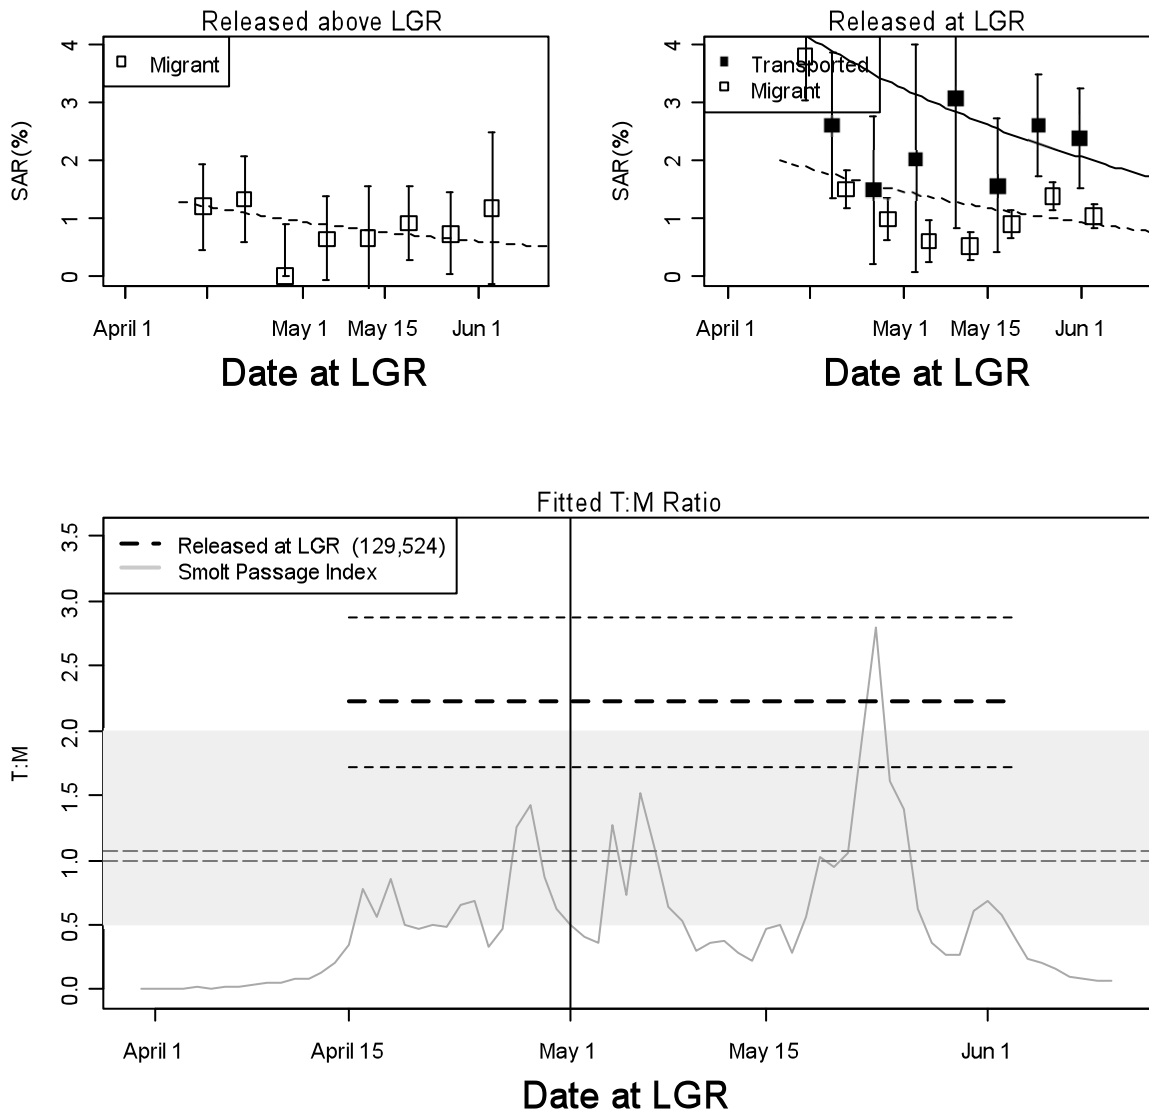 Released above LGR
Migrant
SAR(%)
4
3
2
1
0
April 1 May 1 May 15 Jun 1
Date at LGR
Released at LGR
Transported
Migrant
SAR(%)
4
3
2
1
0
April 1 May 1 May 15 Jun 1
Date at LGR
Fitted T:M Ratio
Released at LGR (129,524)
Smolt Passage Index
T:M
3.5
3.0
2.5
2.0
1.5
1.0
0.5
0.0
April 1 April 15 May 1 May 15 Jun 1
Date at LGR